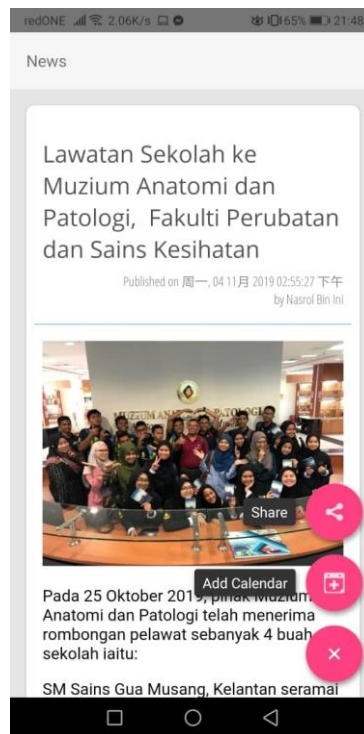 redONE 2.06K/s 65% 21:48
News
Lawatan Sekolah ke
Muzium Anatomi dan
Patologi, Fakulti Perubatan
dan Sains Kesihatan
Published on 周一, 04 11月 2019 02:55:27 下午
by Nasrol Bin Ini
MUZIUM ANATOMI & PATOLOGI
Share
Add Calendar
Pada 25 Oktober 2019, pihak Muzium
Anatomi dan Patologi telah menerima
rombongan pelawat sebanyak 4 buah
sekolah iaitu:
SM Sains Gua Musang, Kelantan seramai